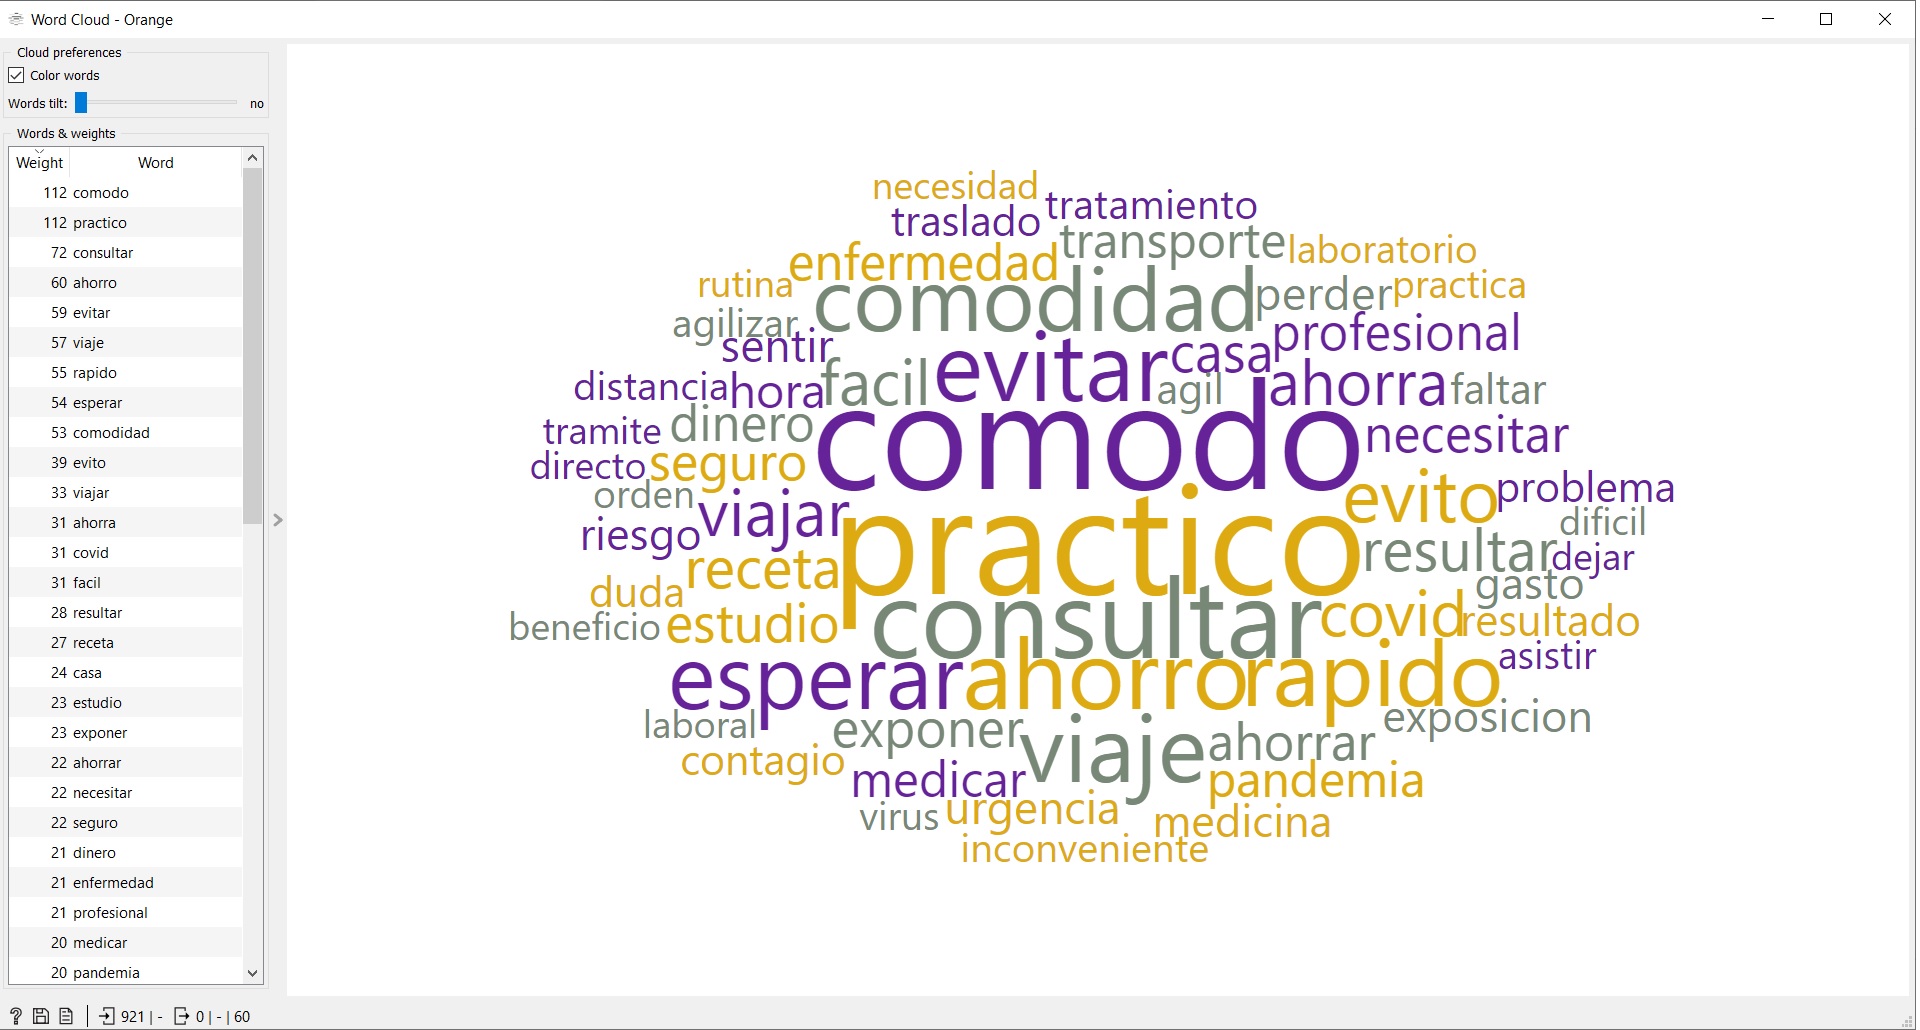 Word Cloud - Orange
Cloud preferences
Color words
Words tilt: no
Words & weights
Weight Word
112 comodo
112 practico
72 consultar
60 ahorro
59 evitar
57 viaje
55 rapido
54 esperar
53 comodidad
39 evito
33 viajar
31 ahorra
31 covid
31 facil
28 resultar
27 receta
24 casa
23 estudio
23 exponer
22 ahorrar
22 necesitar
22 seguro
21 dinero
21 enfermedad
21 profesional
20 medicar
20 pandemia
? 921 | - 0 | - | 60
necesidad
traslado tratamiento
enfermedad transporte laboratorio
rutina comodidad perder practica
agilizar
sentir facil evitar casa profesional
distancia hora agil ahorra faltar
tramite dinero comodo necesitar
directo seguro
orden viajar evito problema
riesgo practico resultar dificil
receta dejar
duda gasto
beneficio estudio consultar covid resultado
esperar ahorro rapido asistir
laboral exponer viaje ahorrar exposicion
contagio medicar pandemia
virus urgencia medicina
inconveniente